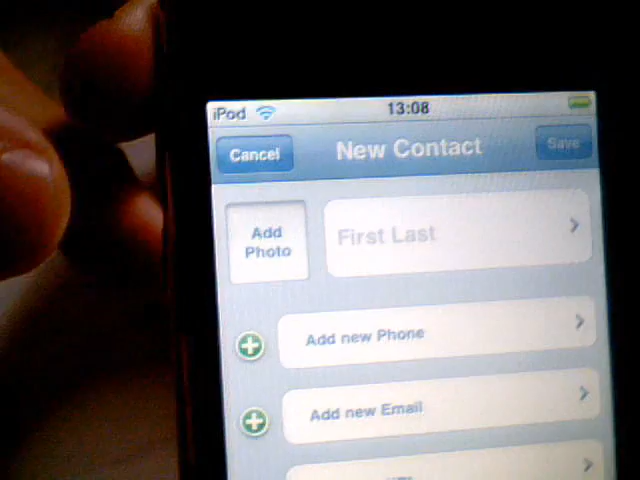 iPod 13:08
Cancel New Contact Save
Add Photo
First Last
Add new Phone
Add new Email